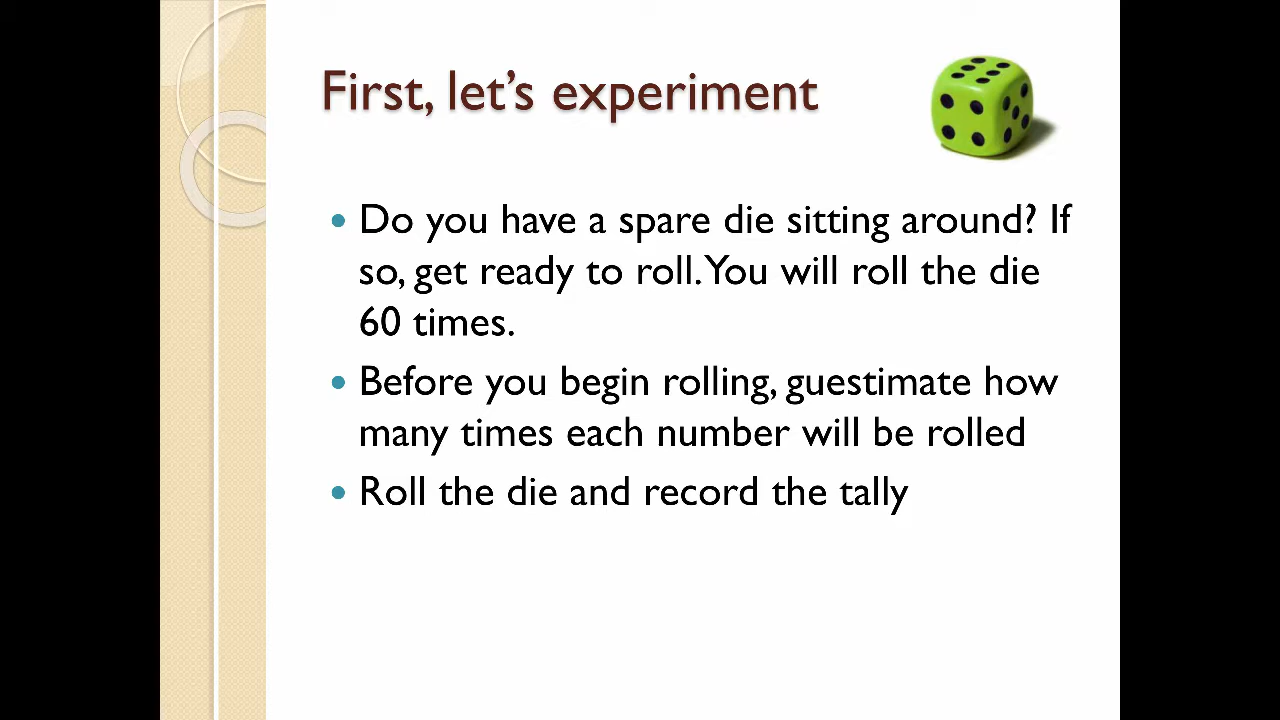 First, let's experiment
• Do you have a spare die sitting around? If
so, get ready to roll. You will roll the die
60 times.
• Before you begin rolling, guestimate how
many times each number will be rolled
• Roll the die and record the tally